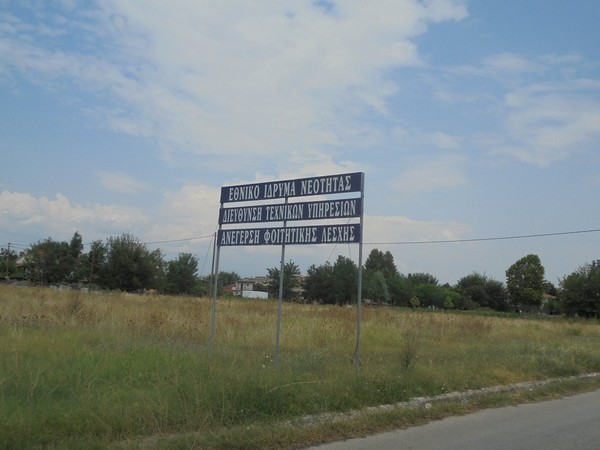 ΕΘΝΙΚΟ ΙΔΡΥΜΑ ΝΕΟΤΗΤΑΣ
ΔΙΕΥΘΥΝΣΗ ΤΕΧΝΙΚΩΝ ΥΠΗΡΕΣΙΩΝ
ΑΝΕΓΕΡΣΗ ΦΟΙΤΗΤΙΚΗΣ ΛΕΣΧΗΣ